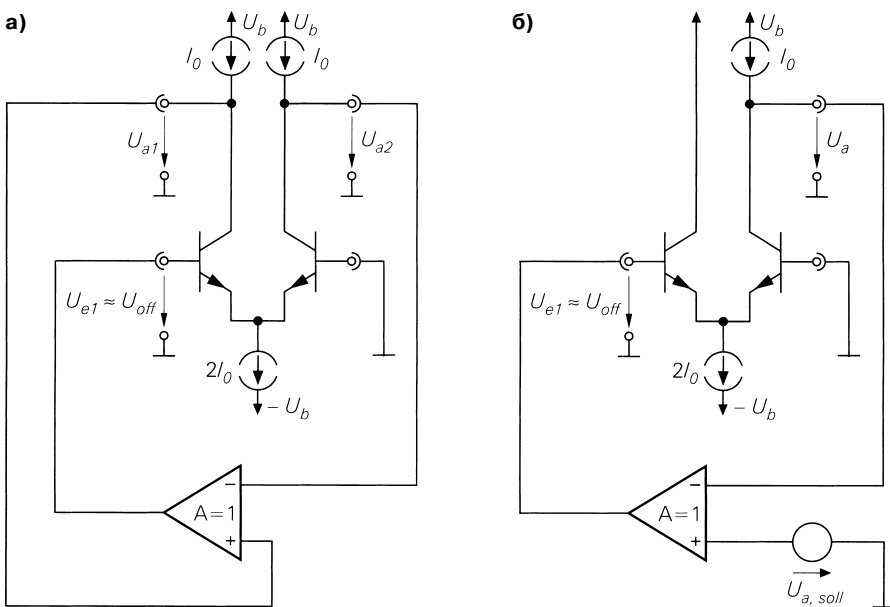 а)
U_b
U_b
I_0
I_0
U_a1
U_a2
U_e1 ≈ U_off
2I_0
– U_b
A=1
–
+
б)
U_b
I_0
U_a
U_e1 ≈ U_off
2I_0
– U_b
A=1
–
+
U_a, soll